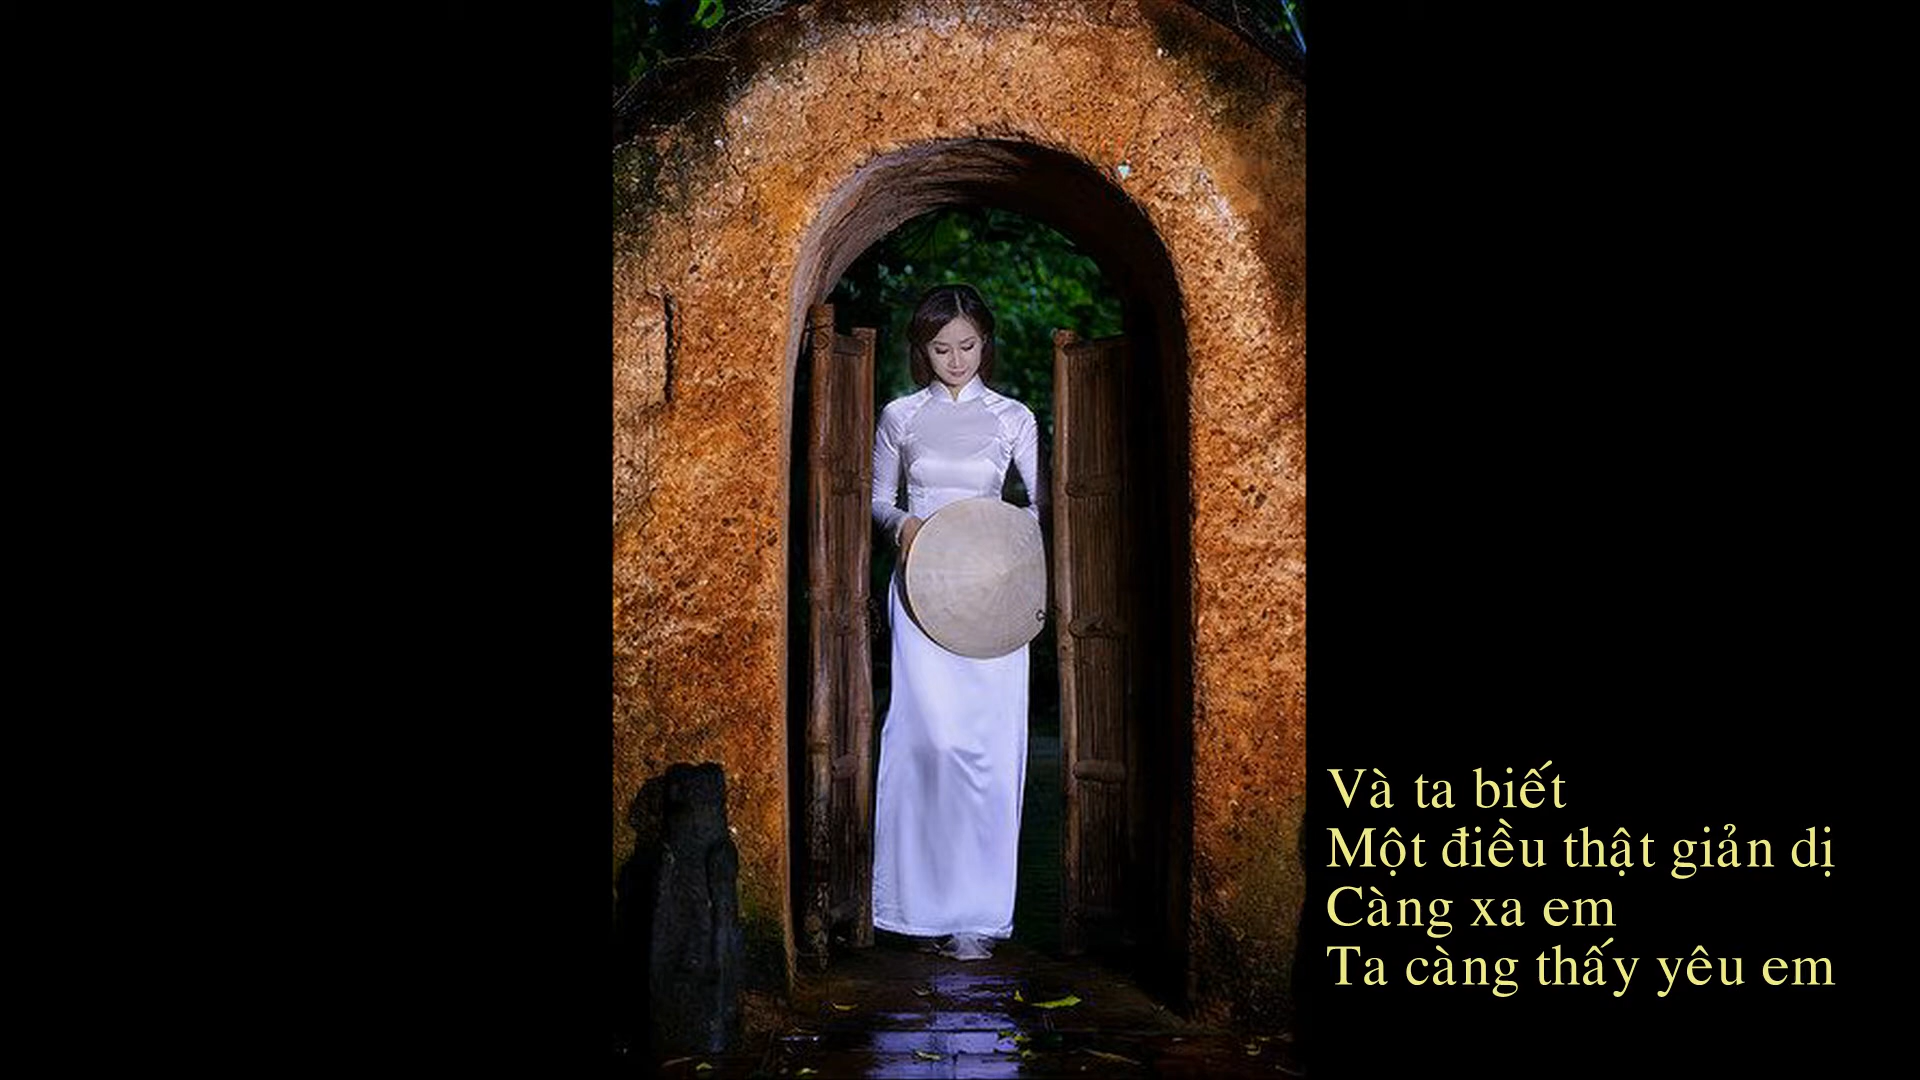 Và ta biết
Một điều thật giản dị
Càng xa em
Ta càng thấy yêu em